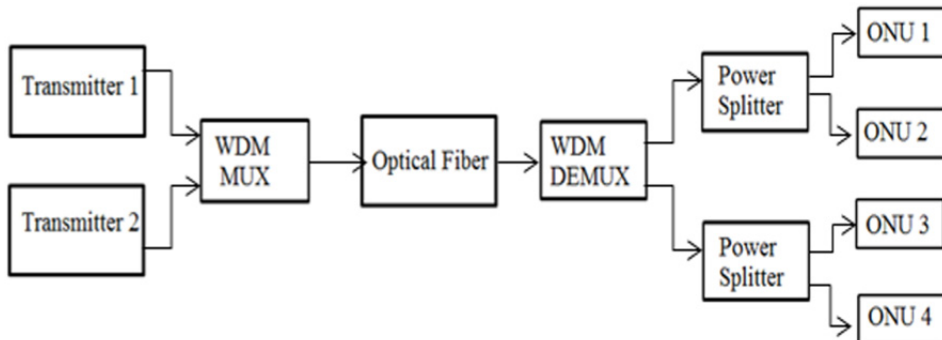 Transmitter 1
Transmitter 2
WDM
MUX
Optical Fiber
WDM
DEMUX
Power
Splitter
Power
Splitter
ONU 1
ONU 2
ONU 3
ONU 4